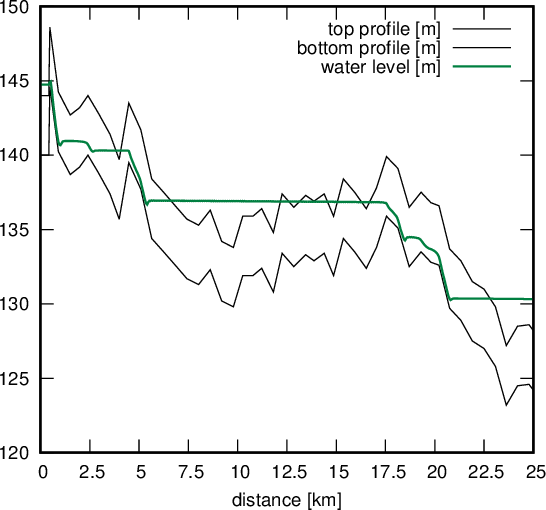 150
145
140
135
130
125
120
top profile [m]
bottom profile [m]
water level [m]
0 2.5 5 7.5 10 12.5 15 17.5 20 22.5 25
distance [km]